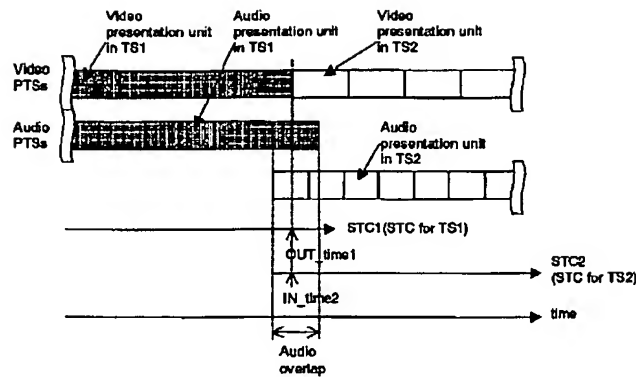 Video
presentation unit
in TS1
Audio
presentation unit
in TS1
Video
presentation unit
in TS2
Video
PTSs
Audio
PTSs
Audio
presentation unit
in TS2
STC1(STC for TS1)
OUT_time1
STC2
(STC for TS2)
IN_time2
time
Audio
overlap